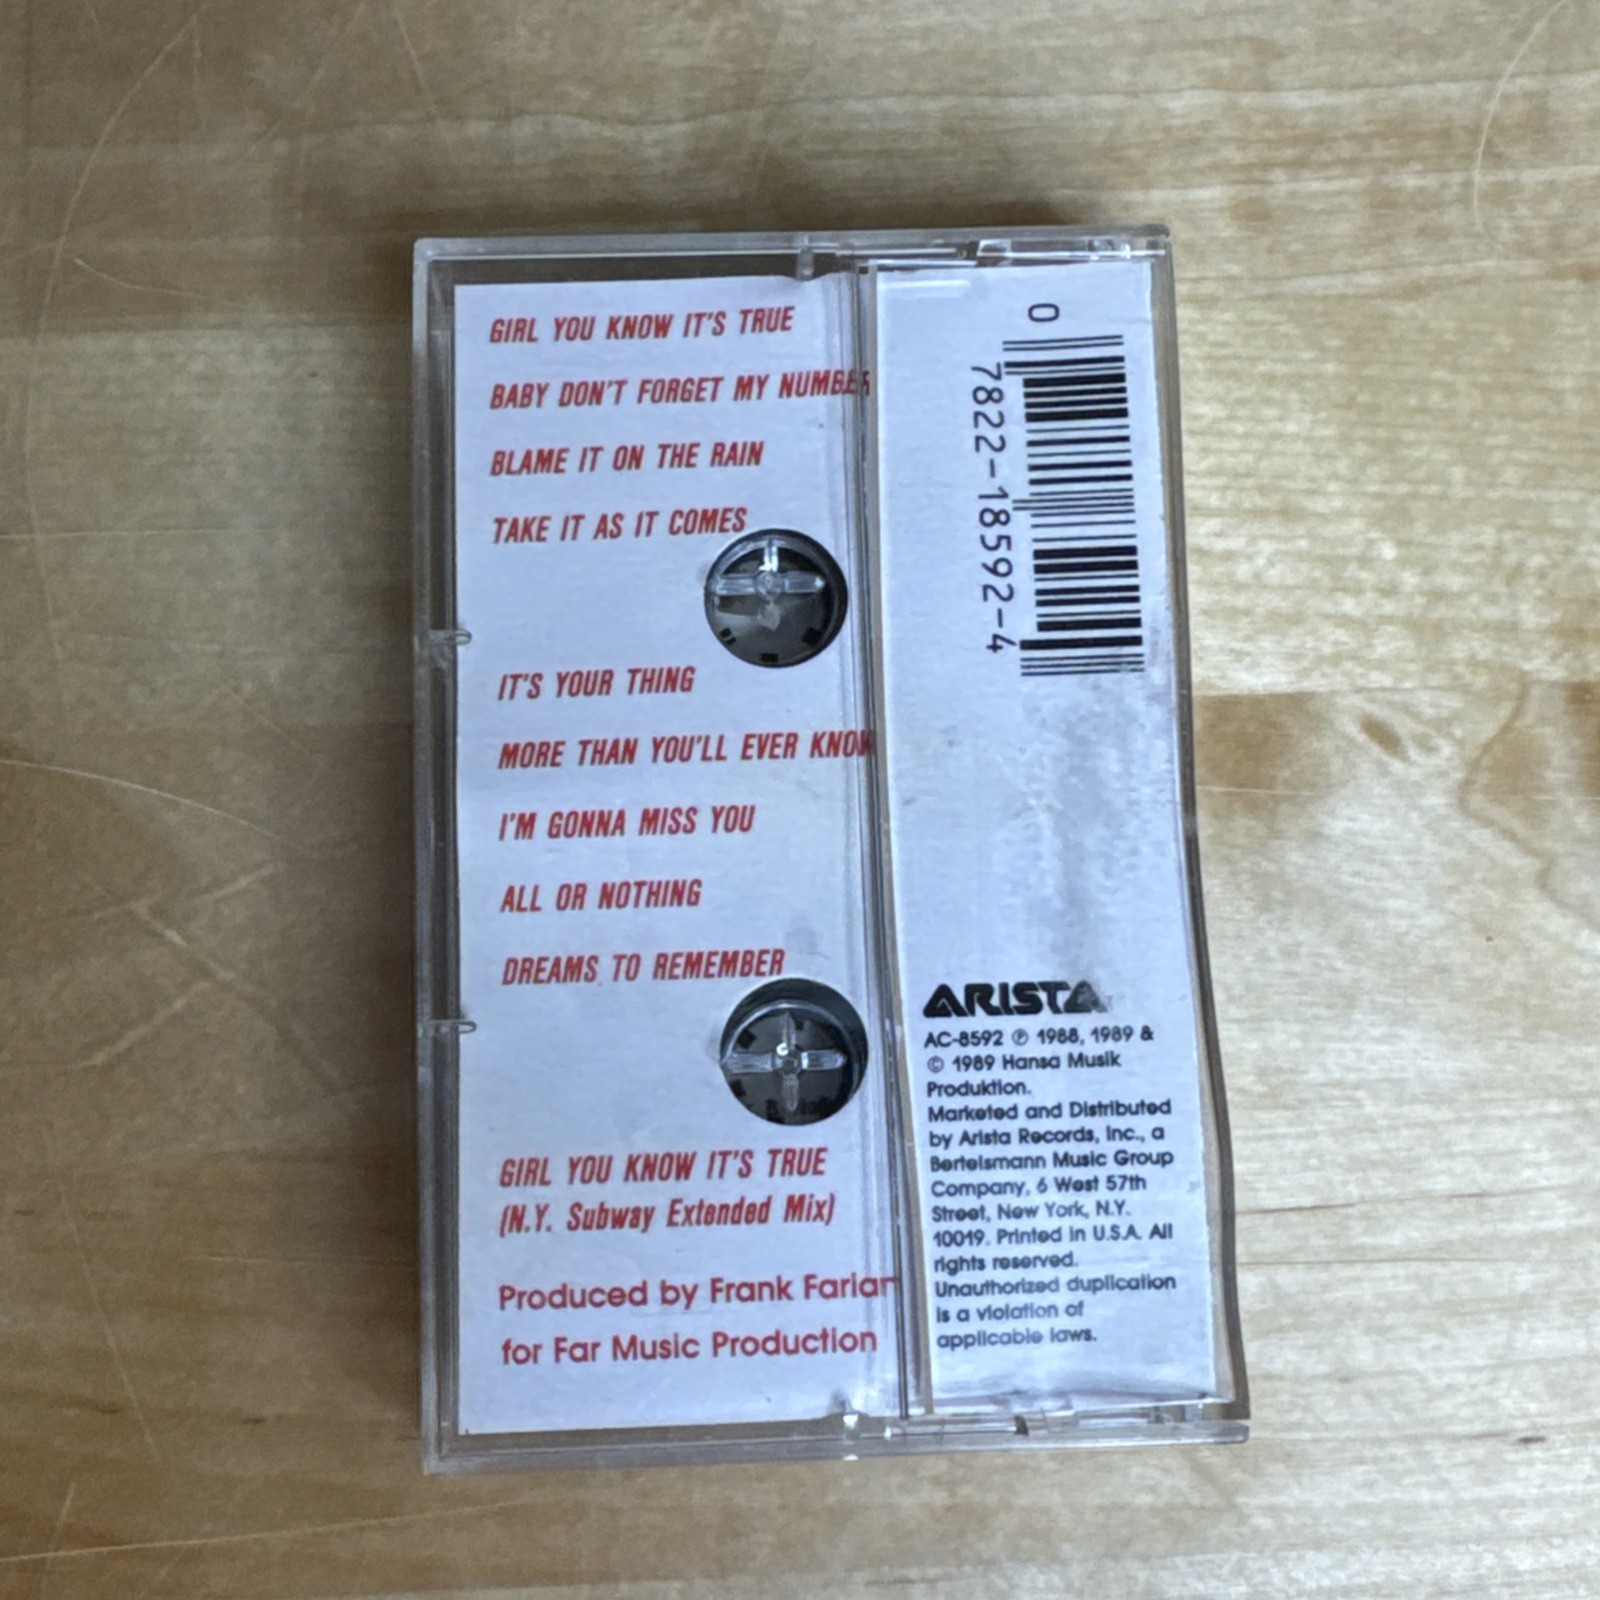 GIRL YOU KNOW IT'S TRUE
BABY DON'T FORGET MY NUMBER
BLAME IT ON THE RAIN
TAKE IT AS IT COMES
IT'S YOUR THING
MORE THAN YOU'LL EVER KNOW
I'M GONNA MISS YOU
ALL OR NOTHING
DREAMS TO REMEMBER
GIRL YOU KNOW IT'S TRUE
(N.Y. Subway Extended Mix)
Produced by Frank Farian
for Far Music Production
0
7822-18592-4
ARISTA
AC-8592 ℗ 1988, 1989 &
© 1989 Hansa Musik
Produktion.
Marketed and Distributed
by Arista Records, Inc., a
Bertelsmann Music Group
Company, 6 West 57th
Street, New York, N.Y.
10019. Printed in U.S.A. All
rights reserved.
Unauthorized duplication
is a violation of
applicable laws.